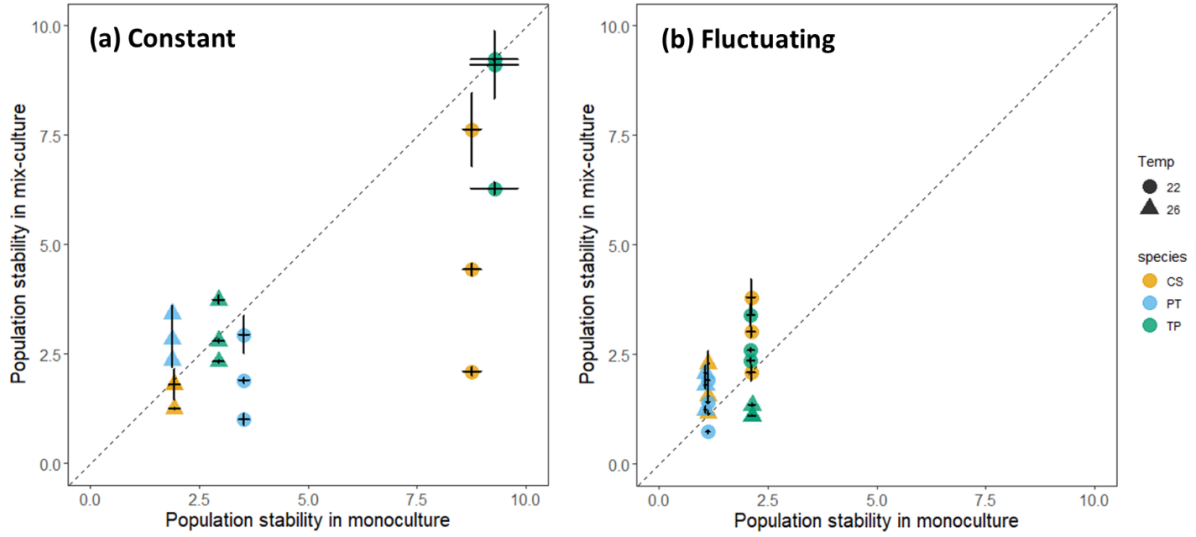 (a) Constant
10.0
7.5
5.0
2.5
0.0
Population stability in mix-culture
0.0 2.5 5.0 7.5 10.0
Population stability in monoculture
(b) Fluctuating
10.0
7.5
5.0
2.5
0.0
Population stability in mix-culture
0.0 2.5 5.0 7.5 10.0
Population stability in monoculture
Temp
22
26
species
CS
PT
TP